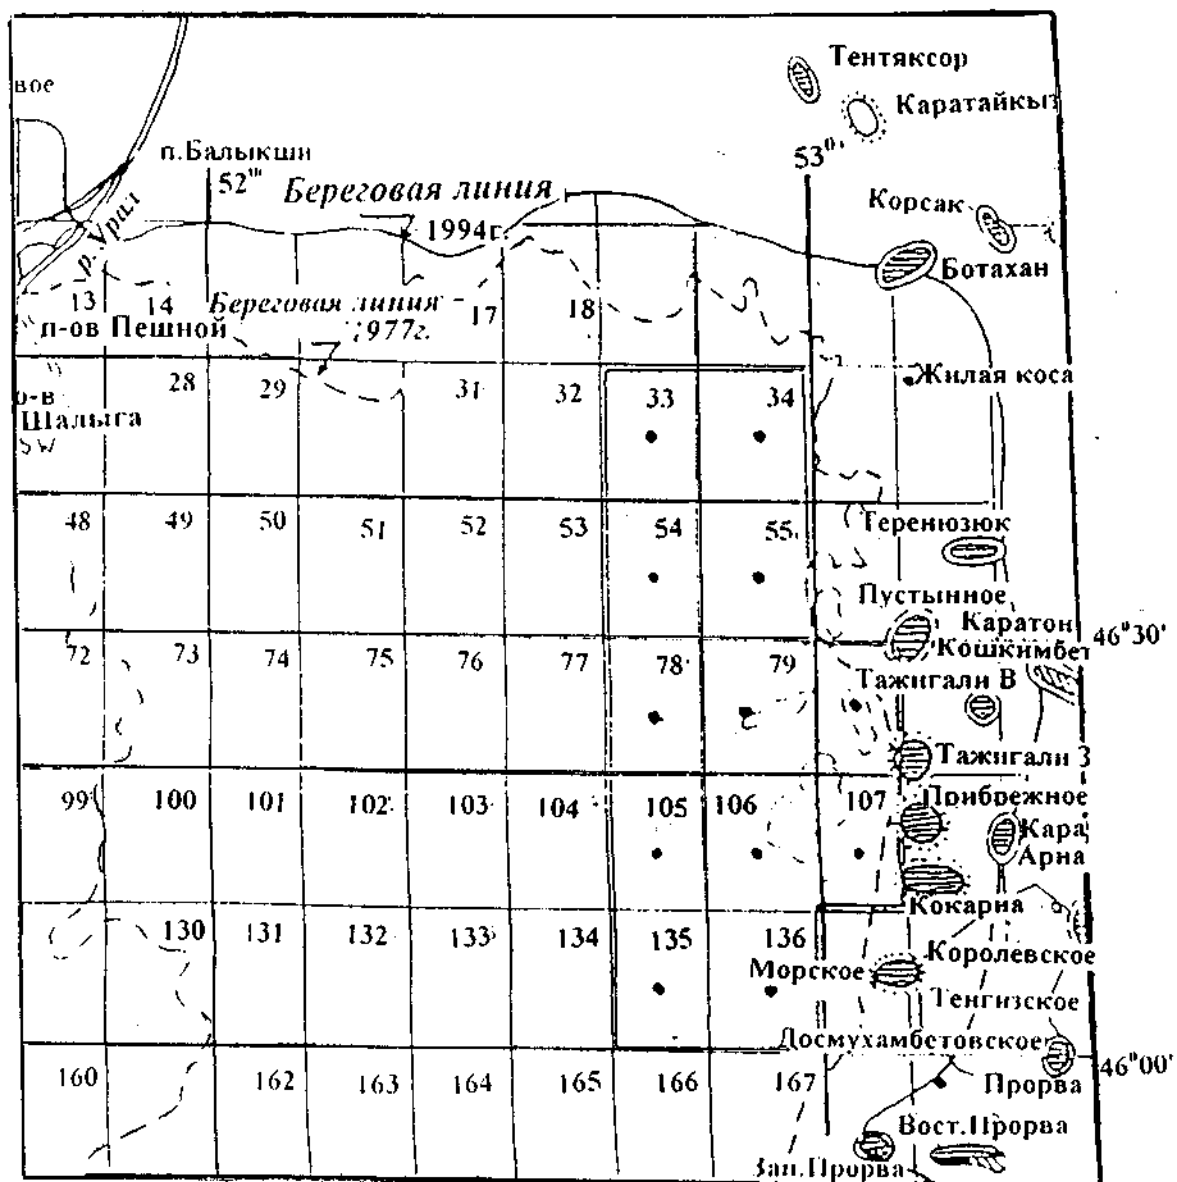 Тентяксор
вое
Каратайкыз
п.Балыкши
53°
52°
Береговая линия
1994г.
Корсак
р. Урал
Ботахан
13 14 Береговая линия 17 18
1977г.
п-ов Пешной
28 29 31 32 33 34
Жилая коса
о-в
Шалыга
48 49 50 51 52 53 54 55
Теренюзюк
Пустынное
Каратон
46°30'
Кошкимбет
72 73 74 75 76 77 78 79
Тажигали В
Тажигали З
Прибрежное
99 100 101 102 103 104 105 106 107
Кара
Арна
Кокарна
130 131 132 133 134 135 136
Королевское
Морское
Тенгизское
Досмухамбетовское
46°00'
160 162 163 164 165 166 167
Прорва
Вост.Прорва
Зап.Прорва